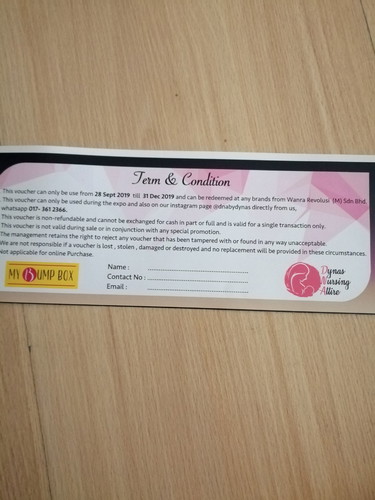 Term & Condition
This voucher can only be use from 28 Sept 2019 till 31 Dec 2019 and can be redeemed at any brands from Wanra Revoluxi (M) Sdn Bhd.
This voucher can only be used during the expo and also on our instagram page @dnabydynas directly from us,
whatsapp 017- 361 2366.
This voucher is non-refundable and cannot be exchanged for cash in part or full and is valid for a single transaction only.
This voucher is not valid during sale or in conjunction with any special promotion.
The management retains the right to reject any voucher that has been tampered with or found in any way unacceptable.
We are not responsible if a voucher is lost , stolen , damaged or destroyed and no replacement will be provided in these circumstances.
Not applicable for online Purchase.
MY BUMP BOX
Name :
Contact No :
Email :
Dynas
Nursing
Attire